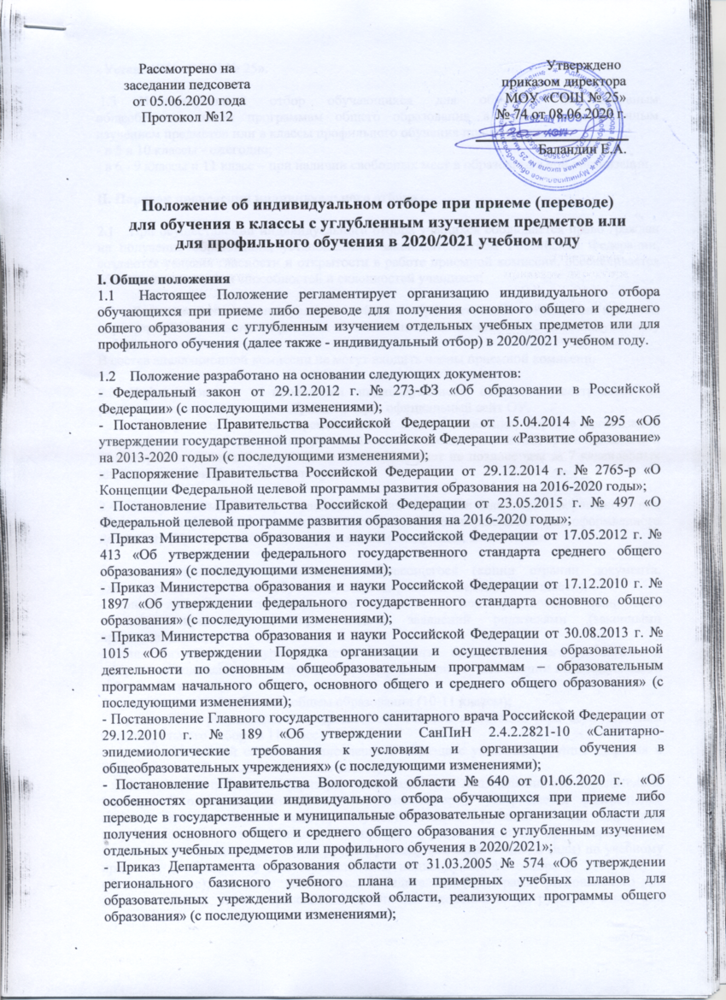 Рассмотрено на
заседании педсовета
от 05.06.2020 года
Протокол №12
Утверждено
приказом директора
МОУ «СОШ № 25»
№ 74 от 08.06.2020 г.
Баландин Е.А.
Положение об индивидуальном отборе при приеме (переводе)
для обучения в классы с углубленным изучением предметов или
для профильного обучения в 2020/2021 учебном году
I. Общие положения
1.1 Настоящее Положение регламентирует организацию индивидуального отбора
обучающихся при приеме либо переводе для получения основного общего и среднего
общего образования с углубленным изучением отдельных учебных предметов или для
профильного обучения (далее также - индивидуальный отбор) в 2020/2021 учебном году.
1.2 Положение разработано на основании следующих документов:
- Федеральный закон от 29.12.2012 г. № 273-ФЗ «Об образовании в Российской
Федерации» (с последующими изменениями);
- Постановление Правительства Российской Федерации от 15.04.2014 № 295 «Об
утверждении государственной программы Российской Федерации «Развитие образование»
на 2013-2020 годы» (с последующими изменениями);
- Распоряжение Правительства Российской Федерации от 29.12.2014 г. № 2765-р «О
Концепции Федеральной целевой программы развития образования на 2016-2020 годы»;
- Постановление Правительства Российской Федерации от 23.05.2015 г. № 497 «О
Федеральной целевой программе развития образования на 2016-2020 годы»;
- Приказ Министерства образования и науки Российской Федерации от 17.05.2012 г. №
413 «Об утверждении федерального государственного стандарта среднего общего
образования» (с последующими изменениями);
- Приказ Министерства образования и науки Российской Федерации от 17.12.2010 г. №
1897 «Об утверждении федерального государственного стандарта основного общего
образования» (с последующими изменениями);
- Приказ Министерства образования и науки Российской Федерации от 30.08.2013 г. №
1015 «Об утверждении Порядка организации и осуществления образовательной
деятельности по основным общеобразовательным программам – образовательным
программам начального общего, основного общего и среднего общего образования» (с
последующими изменениями);
- Постановление Главного государственного санитарного врача Российской Федерации от
29.12.2010 г. № 189 «Об утверждении СанПиН 2.4.2.2821-10 «Санитарно-
эпидемиологические требования к условиям и организации обучения в
общеобразовательных учреждениях» (с последующими изменениями);
- Постановление Правительства Вологодской области № 640 от 01.06.2020 г. «Об
особенностях организации индивидуального отбора обучающихся при приеме либо
переводе в государственные и муниципальные образовательные организации области для
получения основного общего и среднего общего образования с углубленным изучением
отдельных учебных предметов или профильного обучения в 2020/2021»;
- Приказ Департамента образования области от 31.03.2005 № 574 «Об утверждении
регионального базисного учебного плана и примерных учебных планов для
образовательных учреждений Вологодской области, реализующих программы общего
образования» (с последующими изменениями);